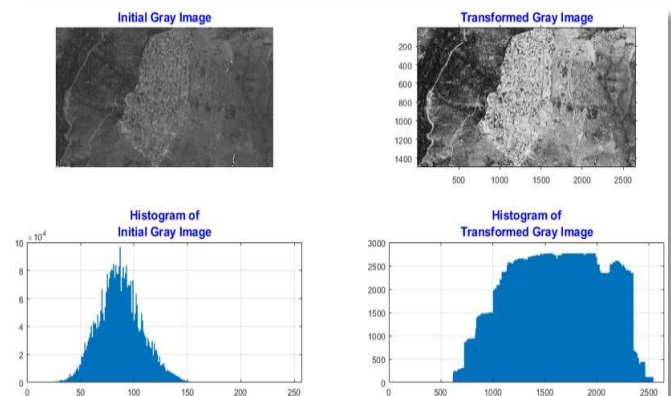 Initial Gray Image
Transformed Gray Image
200
400
600
800
1000
1200
1400
500 1000 1500 2000 2500
Histogram of
Initial Gray Image
Histogram of
Transformed Gray Image
× 10^4
10
8
6
4
2
0
0 50 100 150 200 250
3000
2500
2000
1500
1000
500
0
0 500 1000 1500 2000 2500